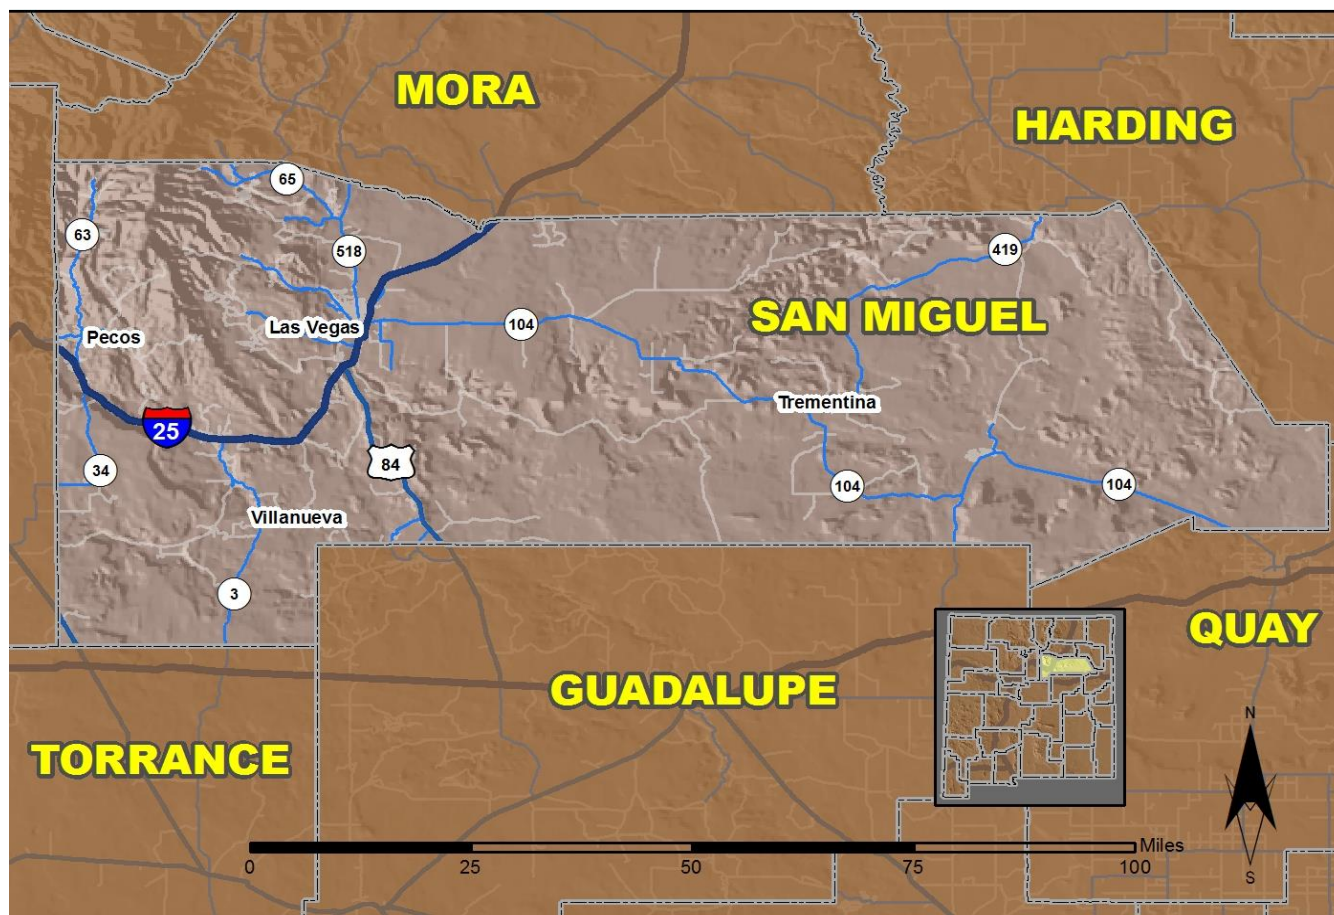 MORA
HARDING
65
63
518
419
SAN MIGUEL
Las Vegas
104
Pecos
Trementina
25
84
34
104
104
Villanueva
3
QUAY
GUADALUPE
TORRANCE
N
S
0 25 50 75 100 Miles